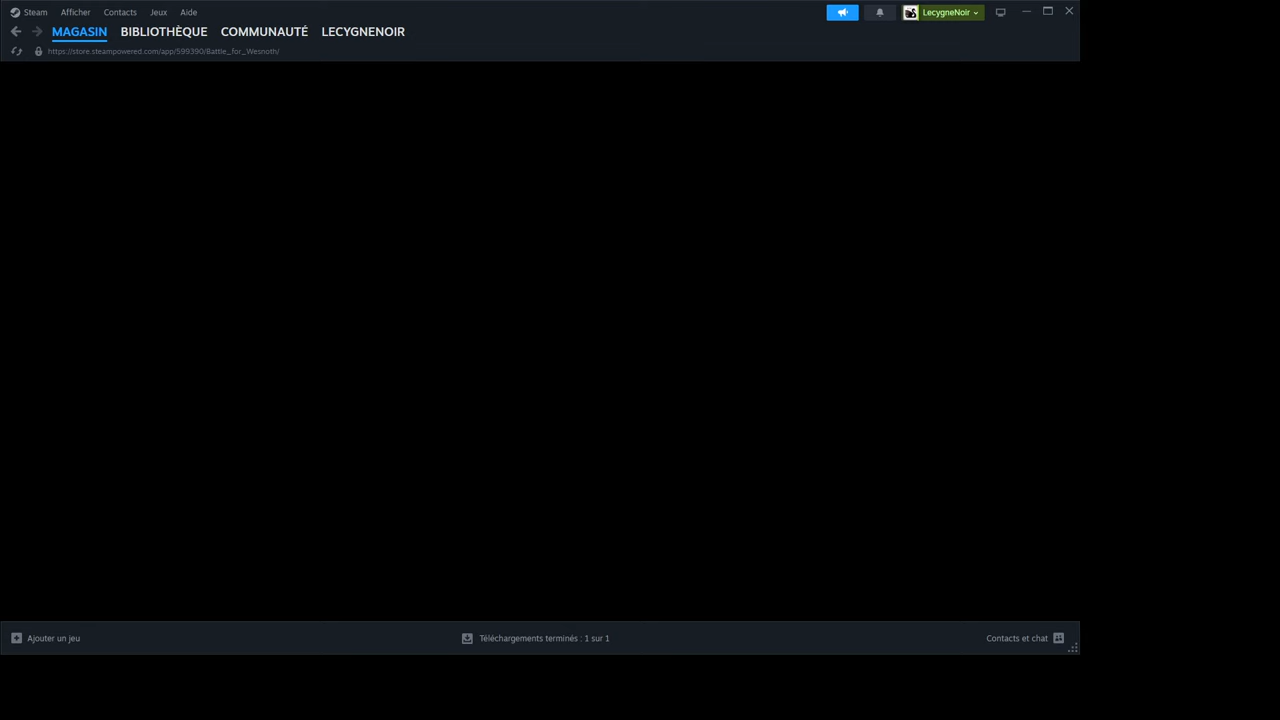 Steam Afficher Contacts Jeux Aide LecygneNoir
MAGASIN BIBLIOTHÈQUE COMMUNAUTÉ LECYGNENOIR
https://store.steampowered.com/app/599390/Battle_for_Wesnoth/
Ajouter un jeu Téléchargements terminés : 1 sur 1 Contacts et chat